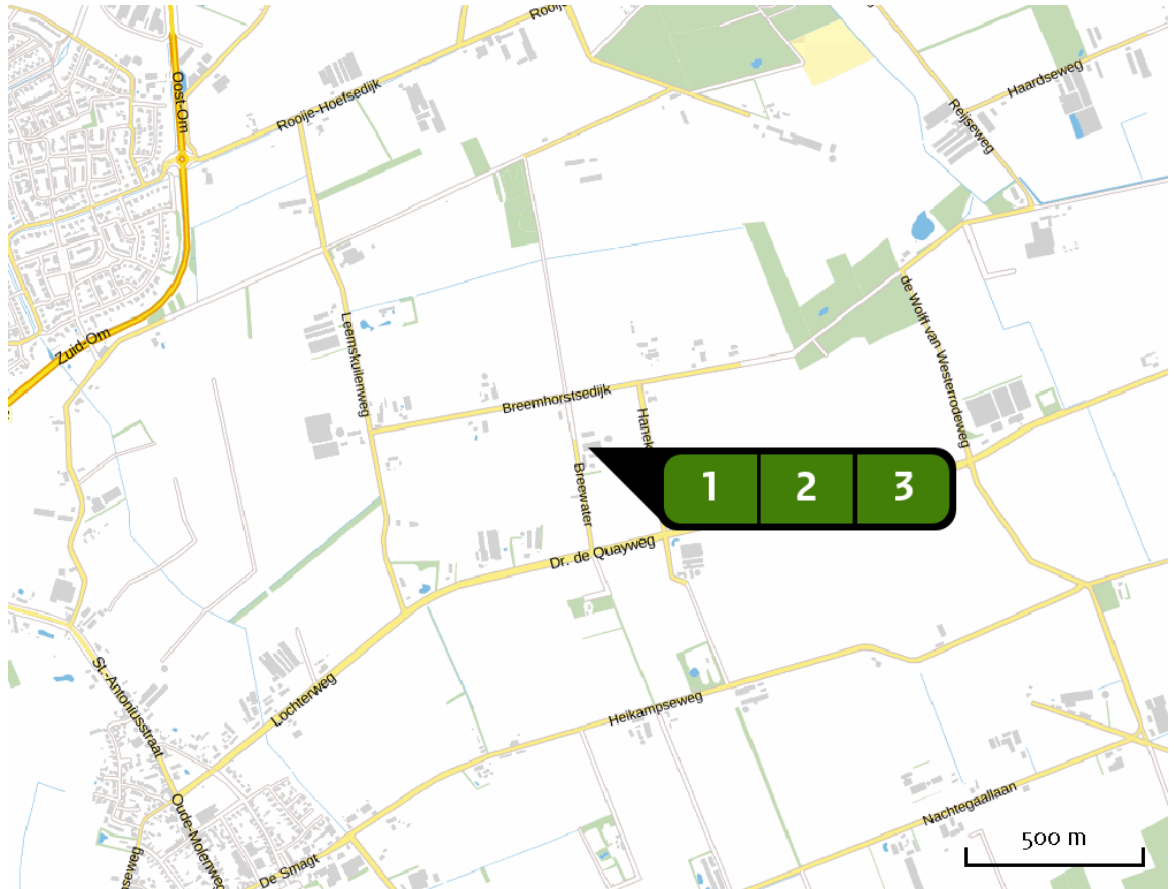 Oost-Om
Rooije-Hoefsedijk
Haardseweg
Reijseweg
Zuid-Om
Leemskuilenweg
Breemhorstsedijk
de Wolff van Westerrodeweg
1 2 3
Breewater
Dr. de Quayweg
St.-Antoniusstraat
Lochterweg
Heikampseweg
Nachtegaallaan
500 m
Oude-Molenweg
De Smagt